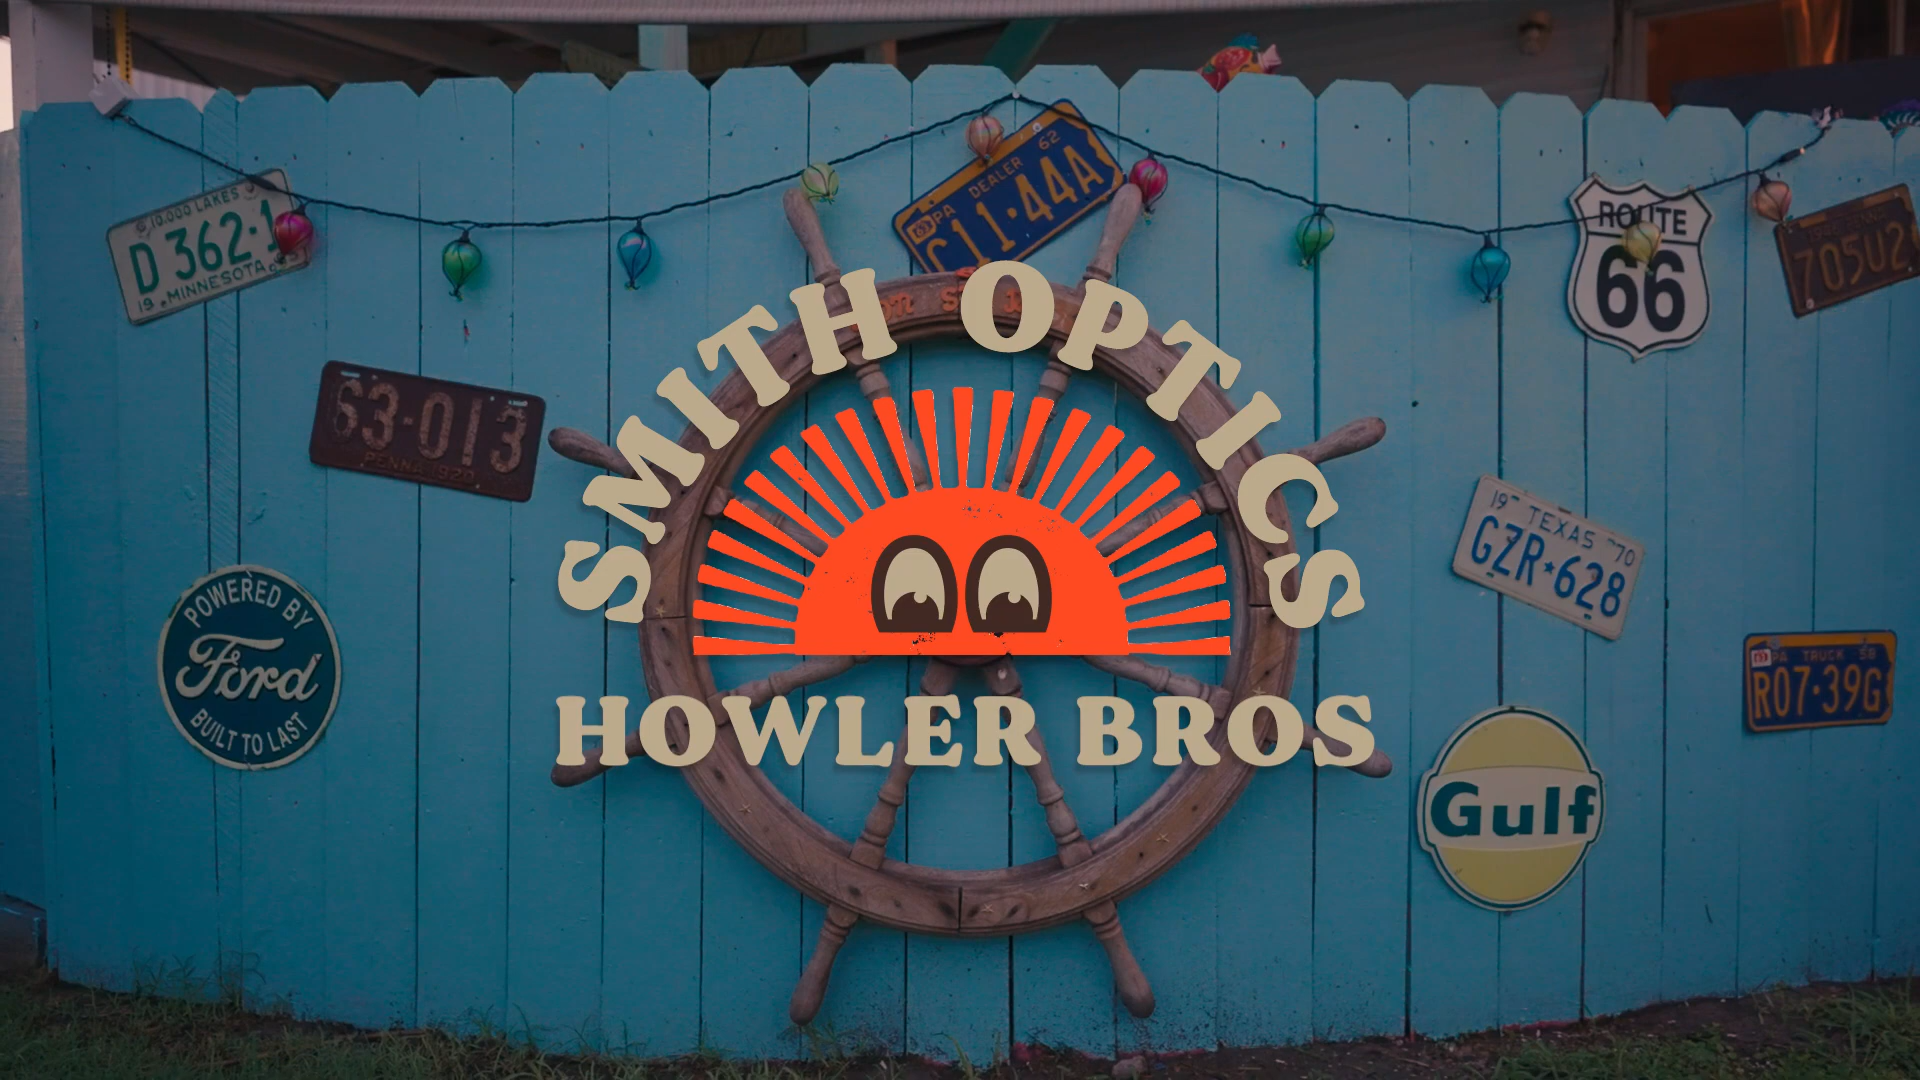 10,000 LAKES
D 362-1
19 MINNESOTA
PA DEALER 62
63
C11-44A
ROUTE
66
705U2
63-013
PENNA 1920
SMITH OPTICS
19 TEXAS 70
GZR★628
POWERED BY
Ford
BUILT TO LAST
HOWLER BROS
63
PA TRUCK 58
R07-39G
Gulf